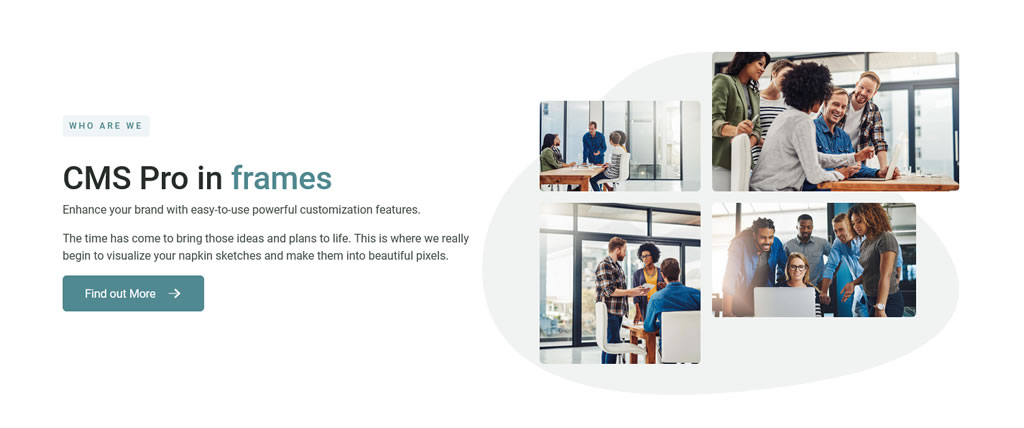 WHO ARE WE
CMS Pro in frames
Enhance your brand with easy-to-use powerful customization features.
The time has come to bring those ideas and plans to life. This is where we really
begin to visualize your napkin sketches and make them into beautiful pixels.
Find out More